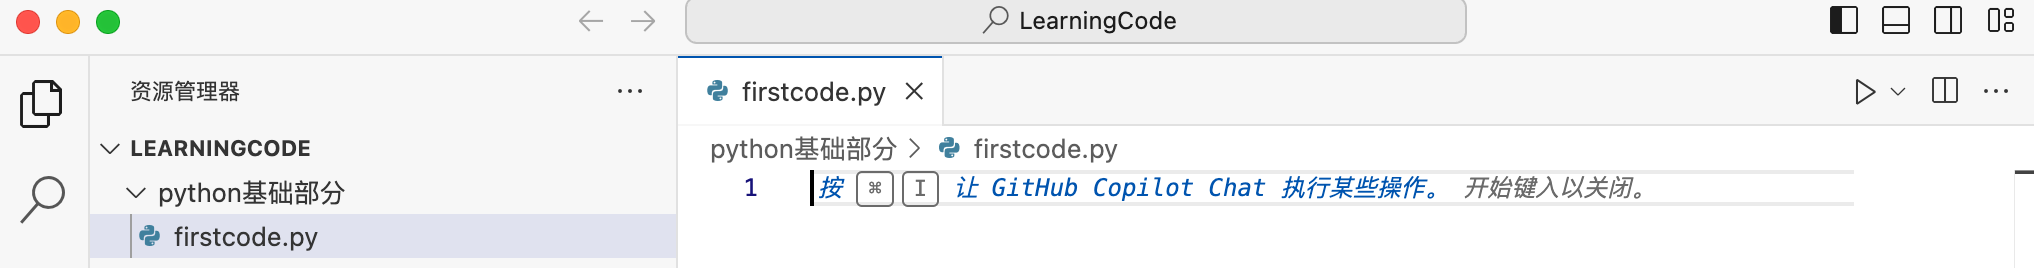 LearningCode
资源管理器
firstcode.py
LEARNINGCODE
python基础部分
firstcode.py
python基础部分 > firstcode.py
1 按 ⌘ I 让 GitHub Copilot Chat 执行某些操作。 开始键入以关闭。